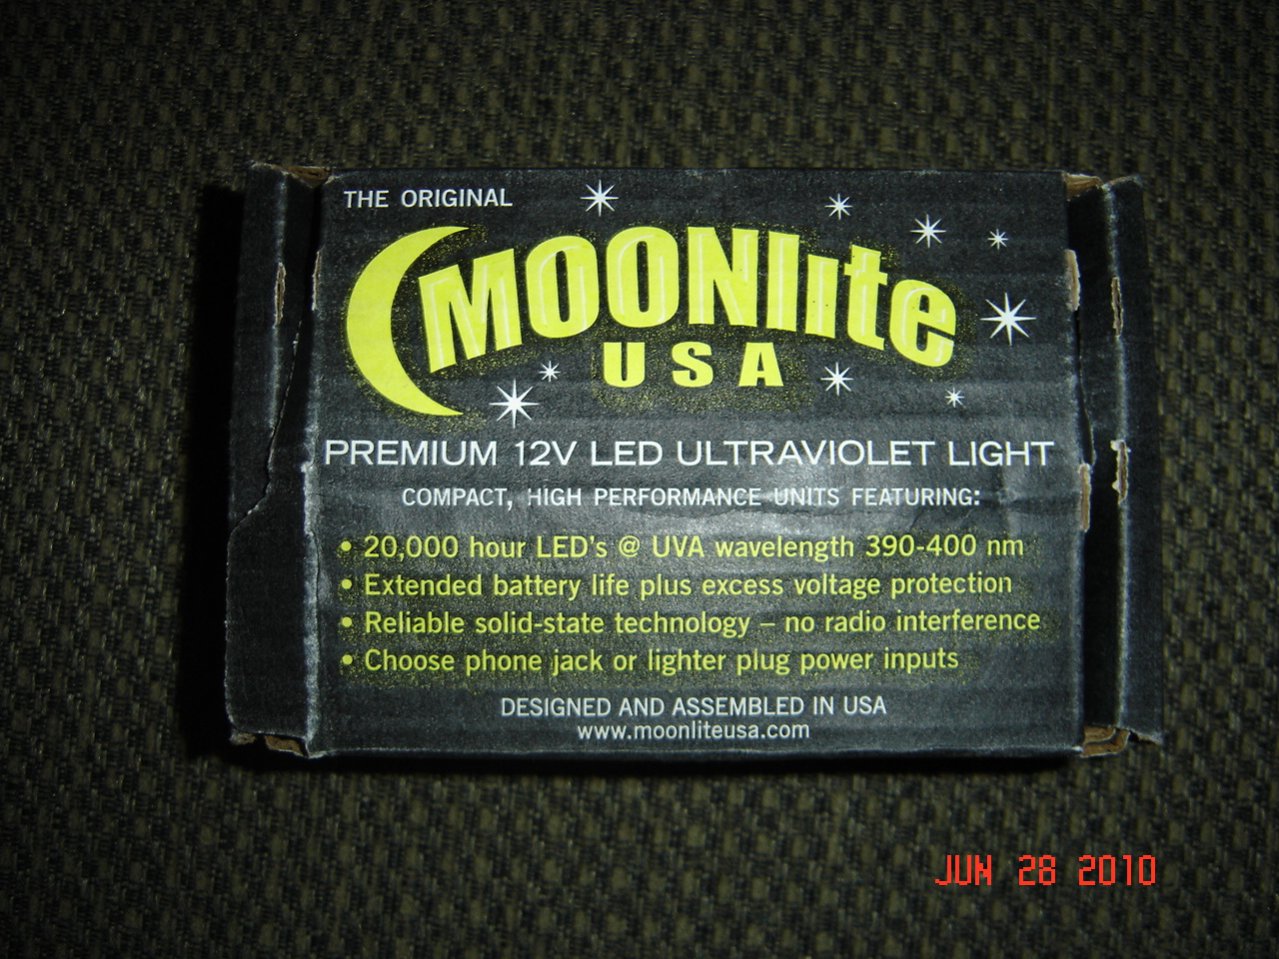 THE ORIGINAL
MOONlite
USA
PREMIUM 12V LED ULTRAVIOLET LIGHT
COMPACT, HIGH PERFORMANCE UNITS FEATURING:
• 20,000 hour LED's @ UVA wavelength 390-400 nm
• Extended battery life plus excess voltage protection
• Reliable solid-state technology – no radio interference
• Choose phone jack or lighter plug power inputs
DESIGNED AND ASSEMBLED IN USA
www.moonliteusa.com
JUN 28 2010